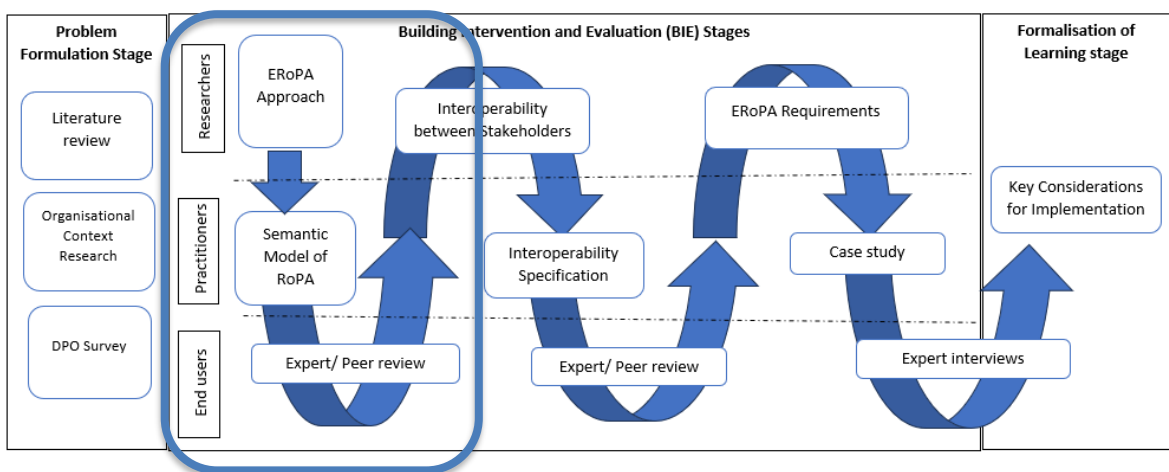 Problem
Formulation Stage
Literature
review
Organisational
Context
Research
DPO Survey
Building Intervention and Evaluation (BIE) Stages
Researchers
Practitioners
End users
ERoPA
Approach
Semantic
Model of
RoPA
Expert/ Peer review
Interoperability
between Stakeholders
Interoperability
Specification
Expert/ Peer review
ERoPA Requirements
Case study
Expert interviews
Formalisation of
Learning stage
Key Considerations
for Implementation